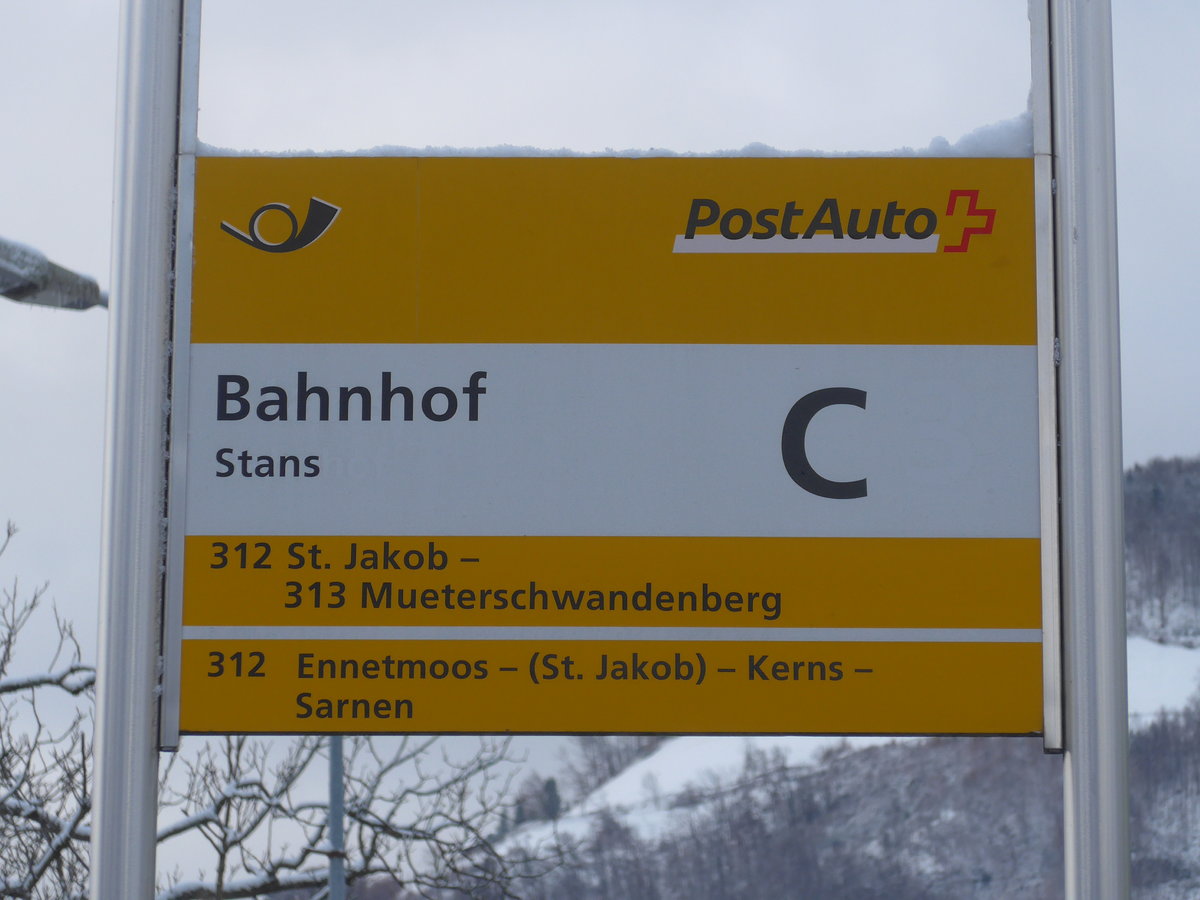 PostAuto
Bahnhof
Stans
C
312 St. Jakob –
313 Mueterschwandenberg
312 Ennetmoos – (St. Jakob) – Kerns –
Sarnen